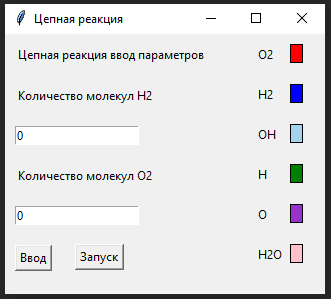 Цепная реакция
Цепная реакция ввод параметров
O2
Количество молекул H2
H2
0
OH
Количество молекул O2
H
0
O
Ввод
Запуск
H2O